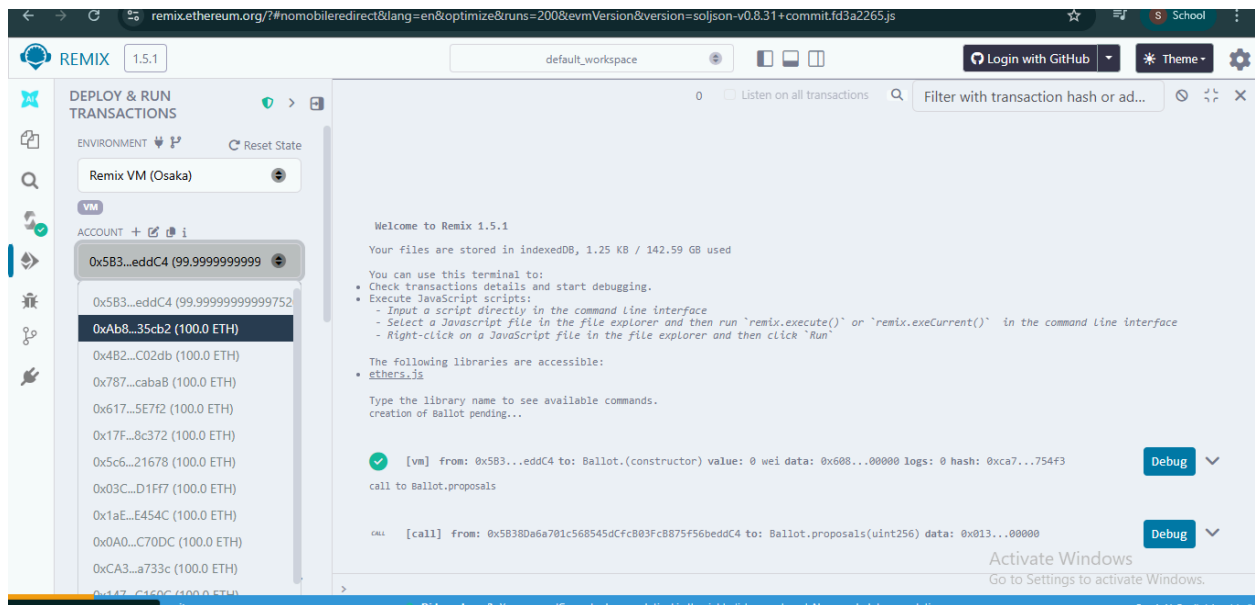 remix.ethereum.org/?#nomobileredirect&lang=en&optimize&runs=200&evmVersion&version=soljson-v0.8.31+commit.fd3a2265.js
S School
REMIX 1.5.1
default_workspace
Login with GitHub
Theme
AI
DEPLOY & RUN
TRANSACTIONS
0 Listen on all transactions
Filter with transaction hash or ad...
ENVIRONMENT
Reset State
Remix VM (Osaka)
VM
ACCOUNT
0x5B3...eddC4 (99.9999999999
0x5B3...eddC4 (99.9999999999752
0xAb8...35cb2 (100.0 ETH)
0x4B2...C02db (100.0 ETH)
0x787...cabaB (100.0 ETH)
0x617...5E7f2 (100.0 ETH)
0x17F...8c372 (100.0 ETH)
0x5c6...21678 (100.0 ETH)
0x03C...D1Ff7 (100.0 ETH)
0x1aE...E454C (100.0 ETH)
0x0A0...C70DC (100.0 ETH)
0xCA3...a733c (100.0 ETH)
0x147...C160C (100.0 ETH)
Welcome to Remix 1.5.1
Your files are stored in indexedDB, 1.25 KB / 142.59 GB used
You can use this terminal to:
• Check transactions details and start debugging.
• Execute JavaScript scripts:
- Input a script directly in the command line interface
- Select a Javascript file in the file explorer and then run `remix.execute()` or `remix.exeCurrent()` in the command line interface
- Right-click on a JavaScript file in the file explorer and then click `Run`
The following libraries are accessible:
• ethers.js
Type the library name to see available commands.
creation of Ballot pending...
[vm] from: 0x5B3...eddC4 to: Ballot.(constructor) value: 0 wei data: 0x608...00000 logs: 0 hash: 0xca7...754f3
Debug
call to Ballot.proposals
CALL [call] from: 0x5B38Da6a701c568545dCfcB03FcB875f56beddC4 to: Ballot.proposals(uint256) data: 0x013...00000
Debug
Activate Windows
Go to Settings to activate Windows.
>